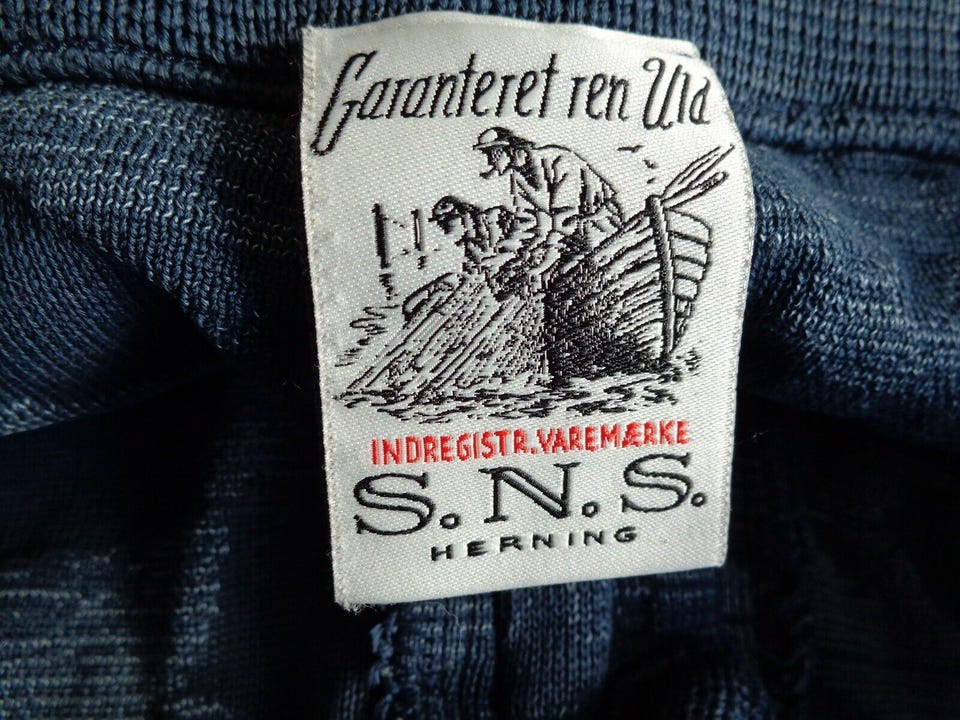 Garanteret ren Uld
INDREGISTR.VAREMÆRKE
S.N.S.
HERNING